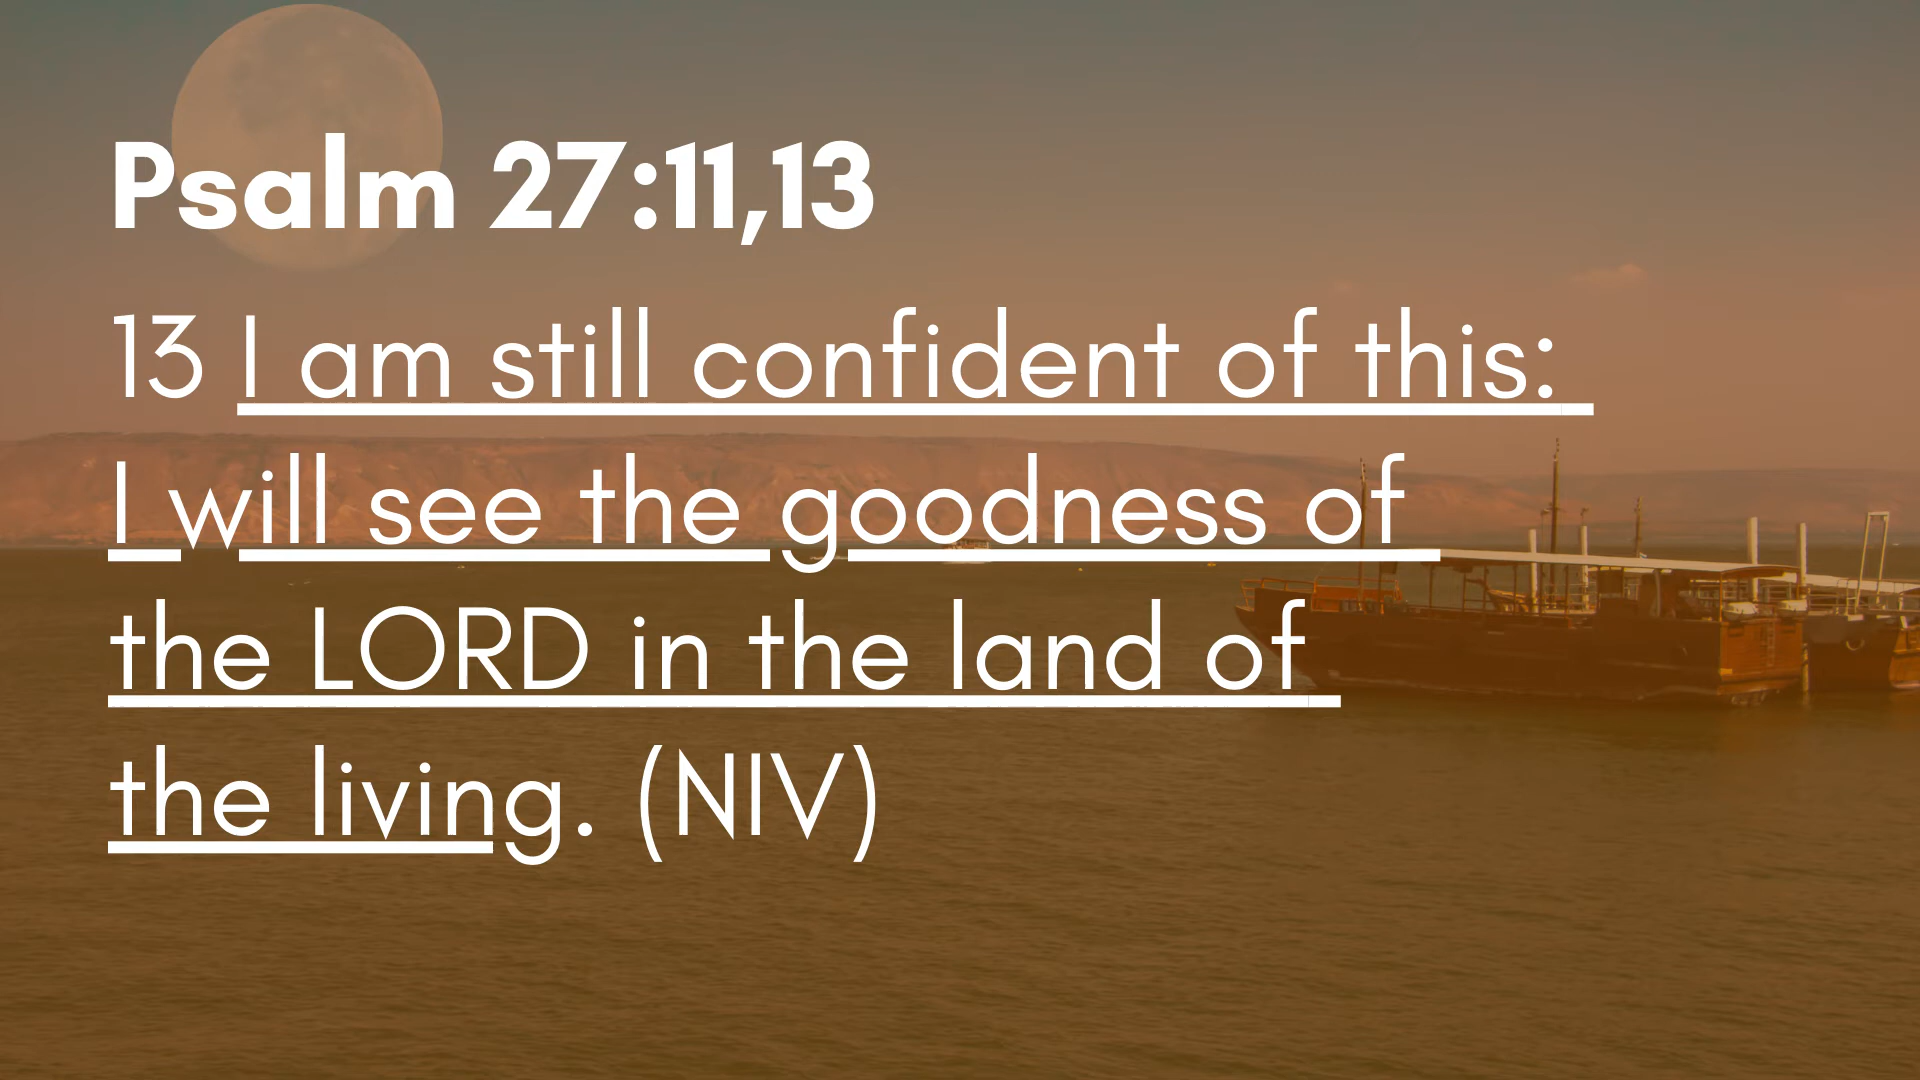 Psalm 27:11,13
13 I am still confident of this:
I will see the goodness of
the LORD in the land of
the living. (NIV)